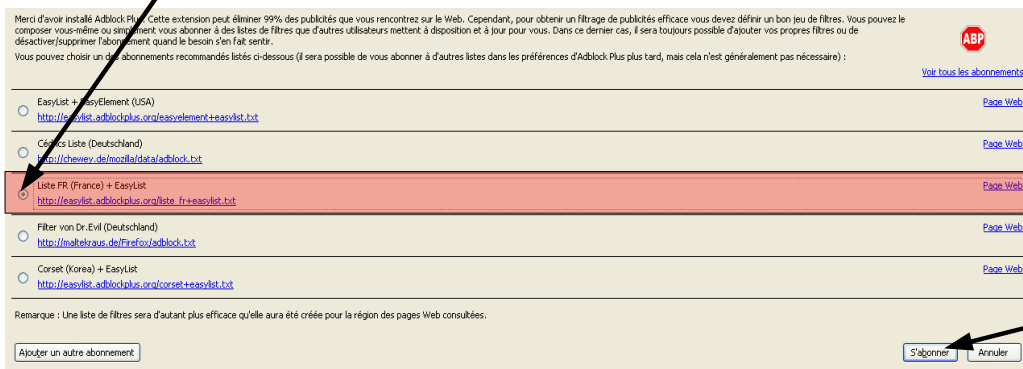 Merci d'avoir installé Adblock Plus. Cette extension peut éliminer 99% des publicités que vous rencontrez sur le Web. Cependant, pour obtenir un filtrage de publicités efficace vous devez définir un bon jeu de filtres. Vous pouvez le
composer vous-même ou simplement vous abonner à des listes de filtres que d'autres utilisateurs mettent à disposition et à jour pour vous. Dans ce dernier cas, il sera toujours possible d'ajouter vos propres filtres ou de
désactiver/supprimer l'abonnement quand le besoin s'en fait sentir.
ABP
Vous pouvez choisir un des abonnements recommandés listés ci-dessous (il sera possible de vous abonner à d'autres listes dans les préférences d'Adblock Plus plus tard, mais cela n'est généralement pas nécessaire) :
Voir tous les abonnements
EasyList + EasyElement (USA) Page Web
http://easylist.adblockplus.org/easyelement+easylist.txt
Cédrics Liste (Deutschland) Page Web
http://chewey.de/mozilla/data/adblock.txt
Liste FR (France) + EasyList Page Web
http://easylist.adblockplus.org/liste_fr+easylist.txt
Filter von Dr.Evil (Deutschland) Page Web
http://maltekraus.de/Firefox/adblock.txt
Corset (Korea) + EasyList Page Web
http://easylist.adblockplus.org/corset+easylist.txt
Remarque : Une liste de filtres sera d'autant plus efficace qu'elle aura été créée pour la région des pages Web consultées.
Ajouter un autre abonnement S'abonner Annuler